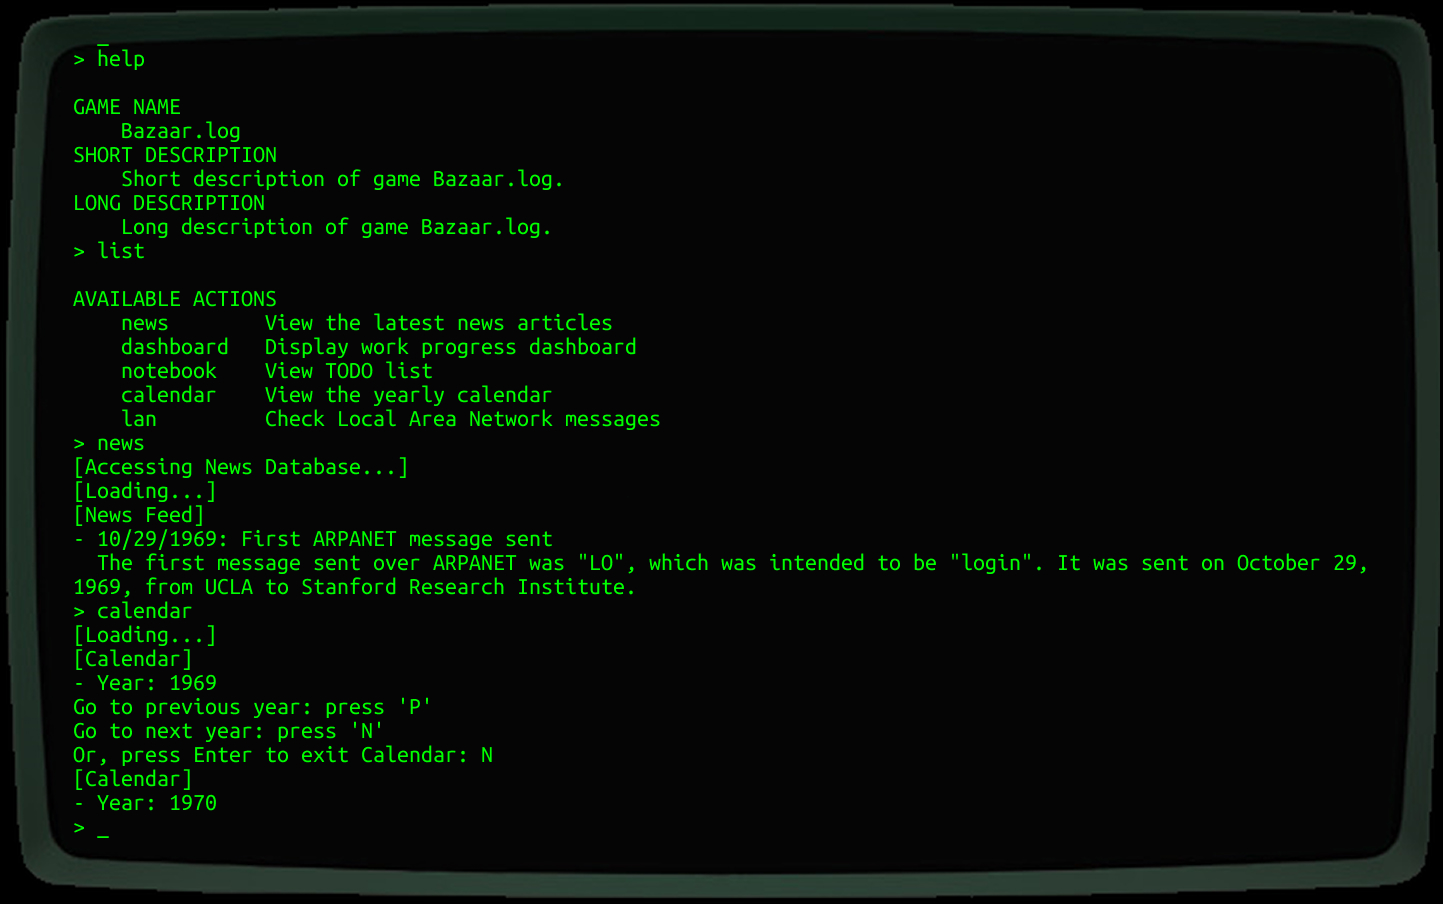 _
> help
GAME NAME
Bazaar.log
SHORT DESCRIPTION
Short description of game Bazaar.log.
LONG DESCRIPTION
Long description of game Bazaar.log.
> list
AVAILABLE ACTIONS
news View the latest news articles
dashboard Display work progress dashboard
notebook View TODO list
calendar View the yearly calendar
lan Check Local Area Network messages
> news
[Accessing News Database...]
[Loading...]
[News Feed]
- 10/29/1969: First ARPANET message sent
The first message sent over ARPANET was "LO", which was intended to be "login". It was sent on October 29,
1969, from UCLA to Stanford Research Institute.
> calendar
[Loading...]
[Calendar]
- Year: 1969
Go to previous year: press 'P'
Go to next year: press 'N'
Or, press Enter to exit Calendar: N
[Calendar]
- Year: 1970
> _